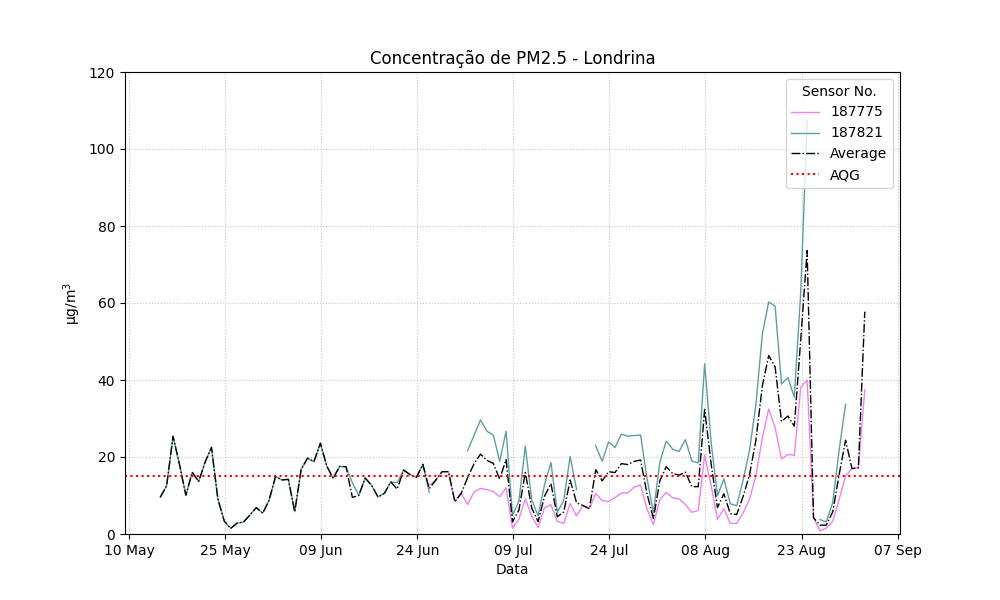 Concentração de PM2.5 - Londrina
120
100
80
60
40
20
0
µg/m³
Sensor No.
187775
187821
Average
AQG
10 May 25 May 09 Jun 24 Jun 09 Jul 24 Jul 08 Aug 23 Aug 07 Sep
Data